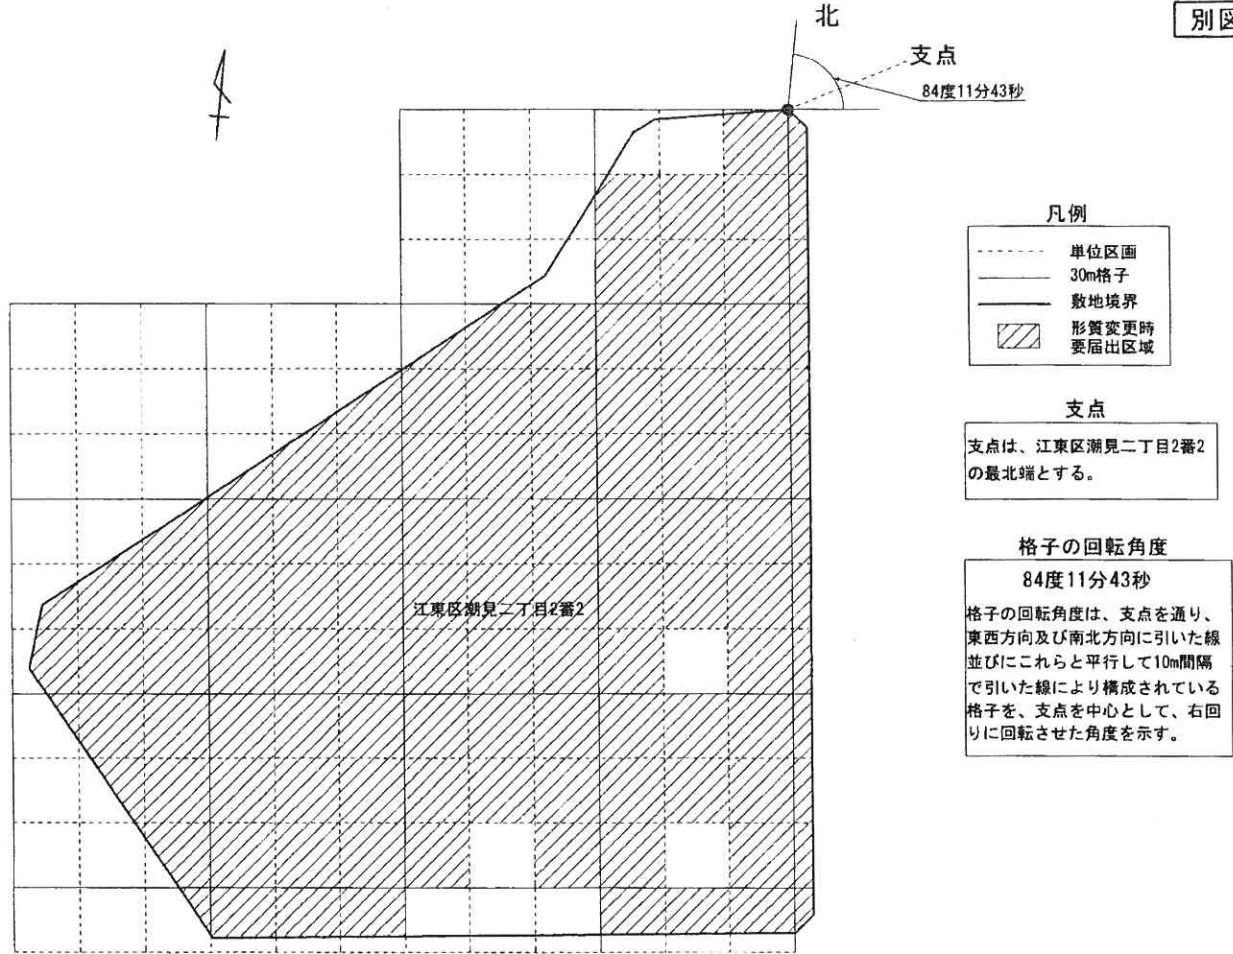 別図
北
支点
84度11分43秒
凡例
単位区画
30m格子
敷地境界
形質変更時
要届出区域
支点
支点は、江東区潮見二丁目2番2
の最北端とする。
格子の回転角度
84度11分43秒
格子の回転角度は、支点を通り、
東西方向及び南北方向に引いた線
並びにこれらと平行して10m間隔
で引いた線により構成されている
格子を、支点を中心として、右回
りに回転させた角度を示す。
江東区潮見二丁目2番2